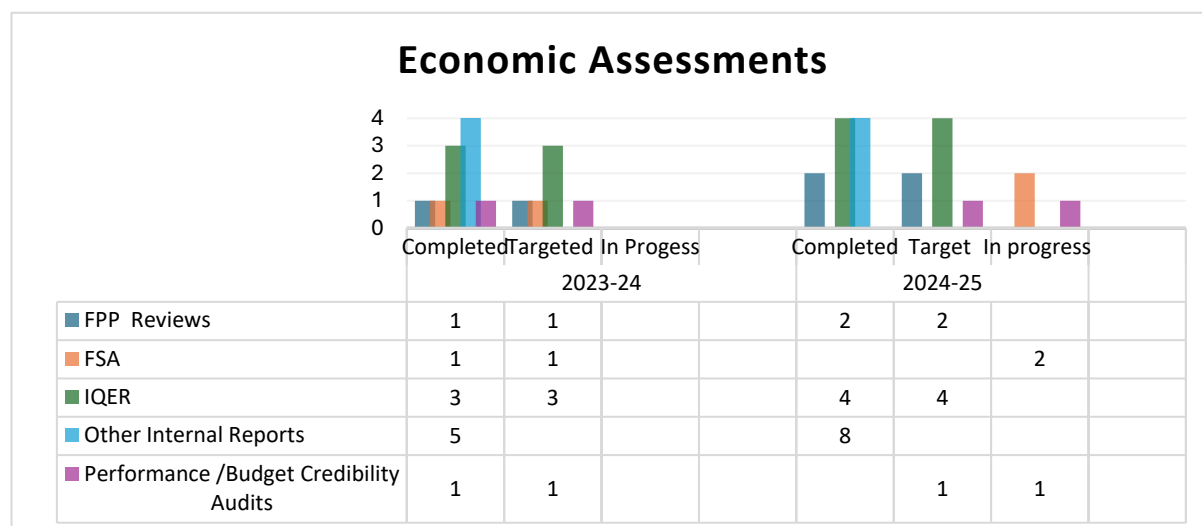 Economic Assessments
4
3
2
1
0
Completed Targeted In Progess Completed Target In progress
2023-24 2024-25
FPP Reviews 1 1 2 2
FSA 1 1 2
IQER 3 3 4 4
Other Internal Reports 5 8
Performance /Budget Credibility
Audits 1 1 1 1